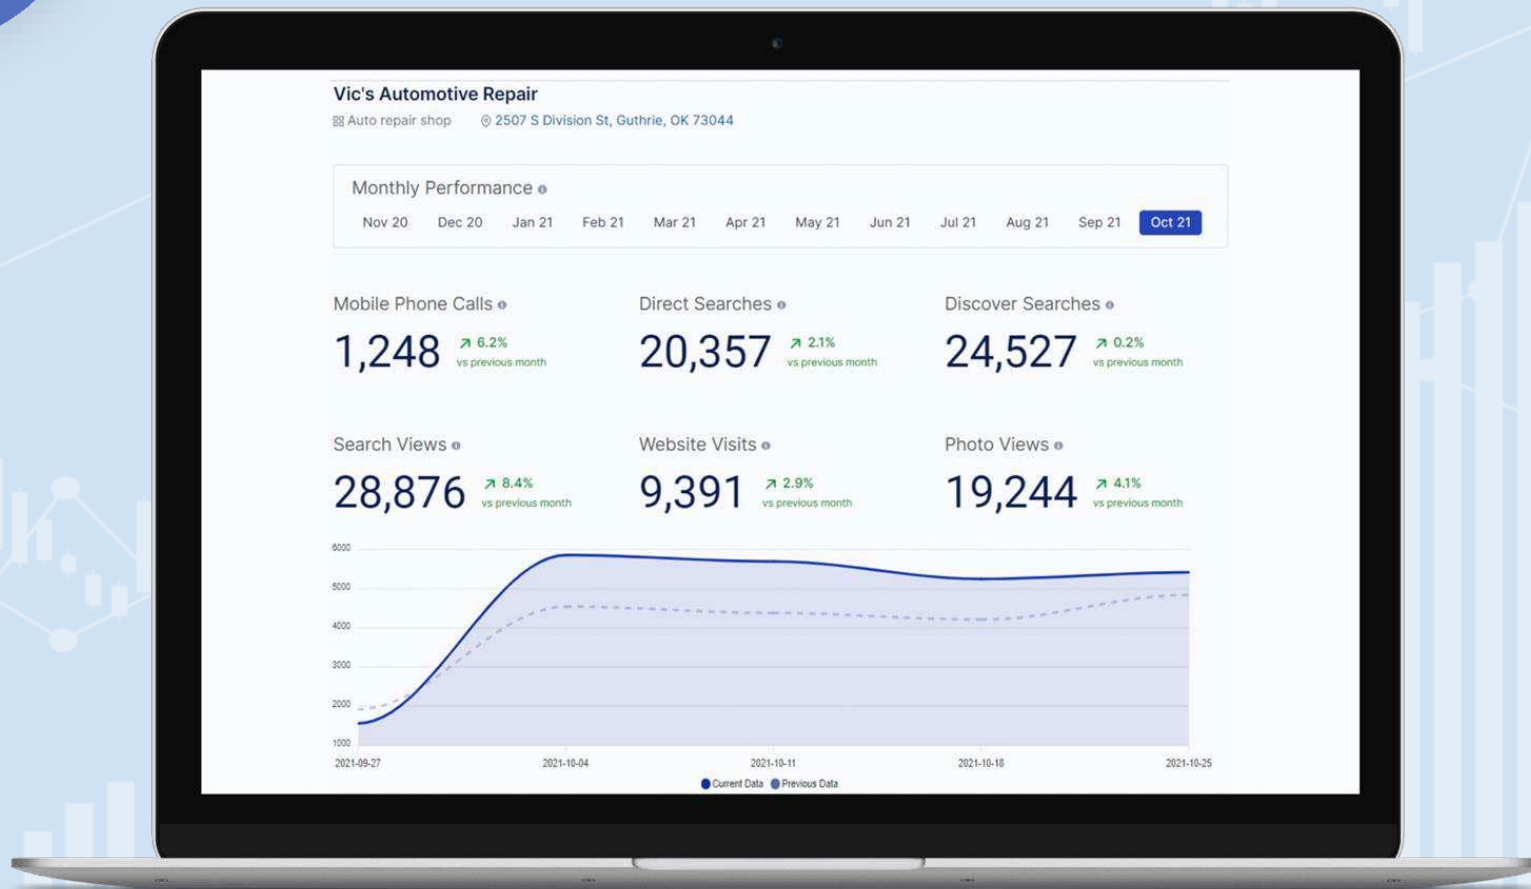 Vic's Automotive Repair
Auto repair shop 2507 S Division St, Guthrie, OK 73044
Monthly Performance
Nov 20 Dec 20 Jan 21 Feb 21 Mar 21 Apr 21 May 21 Jun 21 Jul 21 Aug 21 Sep 21 Oct 21
Mobile Phone Calls Direct Searches Discover Searches
1,248 6.2% vs previous month 20,357 2.1% vs previous month 24,527 0.2% vs previous month
Search Views Website Visits Photo Views
28,876 8.4% vs previous month 9,391 2.9% vs previous month 19,244 4.1% vs previous month
6000
5000
4000
3000
2000
1000
2021-09-27 2021-10-04 2021-10-11 2021-10-18 2021-10-25
Current Data Previous Data